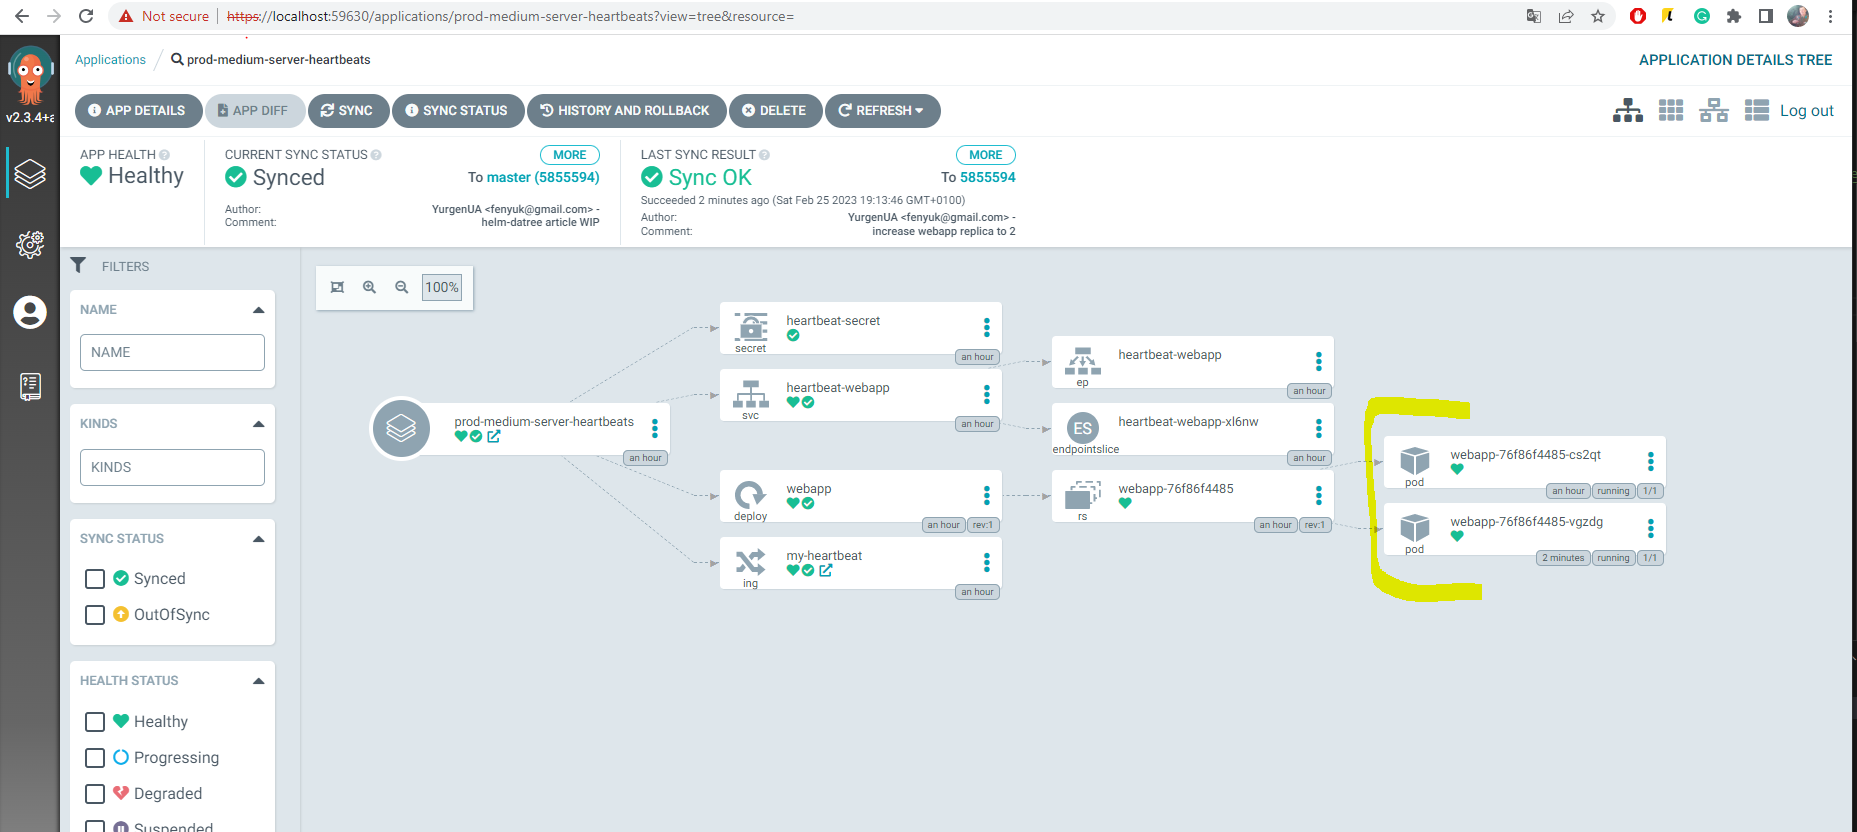 Not secure https://localhost:59630/applications/prod-medium-server-heartbeats?view=tree&resource=
Applications / prod-medium-server-heartbeats
APPLICATION DETAILS TREE
v2.3.4+a
APP DETAILS
APP DIFF
SYNC
SYNC STATUS
HISTORY AND ROLLBACK
DELETE
REFRESH
Log out
APP HEALTH
Healthy
CURRENT SYNC STATUS
MORE
Synced
To master (5855594)
Author: YurgenUA <fenyuk@gmail.com> -
Comment: helm-datree article WIP
LAST SYNC RESULT
MORE
Sync OK
To 5855594
Succeeded 2 minutes ago (Sat Feb 25 2023 19:13:46 GMT+0100)
Author: YurgenUA <fenyuk@gmail.com> -
Comment: increase webapp replica to 2
FILTERS
NAME
NAME
KINDS
KINDS
SYNC STATUS
Synced
OutOfSync
HEALTH STATUS
Healthy
Progressing
Degraded
Suspended
100%
prod-medium-server-heartbeats
an hour
heartbeat-secret
secret
an hour
heartbeat-webapp
svc
an hour
webapp
deploy
an hour rev:1
my-heartbeat
ing
an hour
heartbeat-webapp
ep
an hour
ES
heartbeat-webapp-xl6nw
endpointslice
an hour
webapp-76f86f4485
rs
an hour rev:1
webapp-76f86f4485-cs2qt
pod
an hour running 1/1
webapp-76f86f4485-vgzdg
pod
2 minutes running 1/1